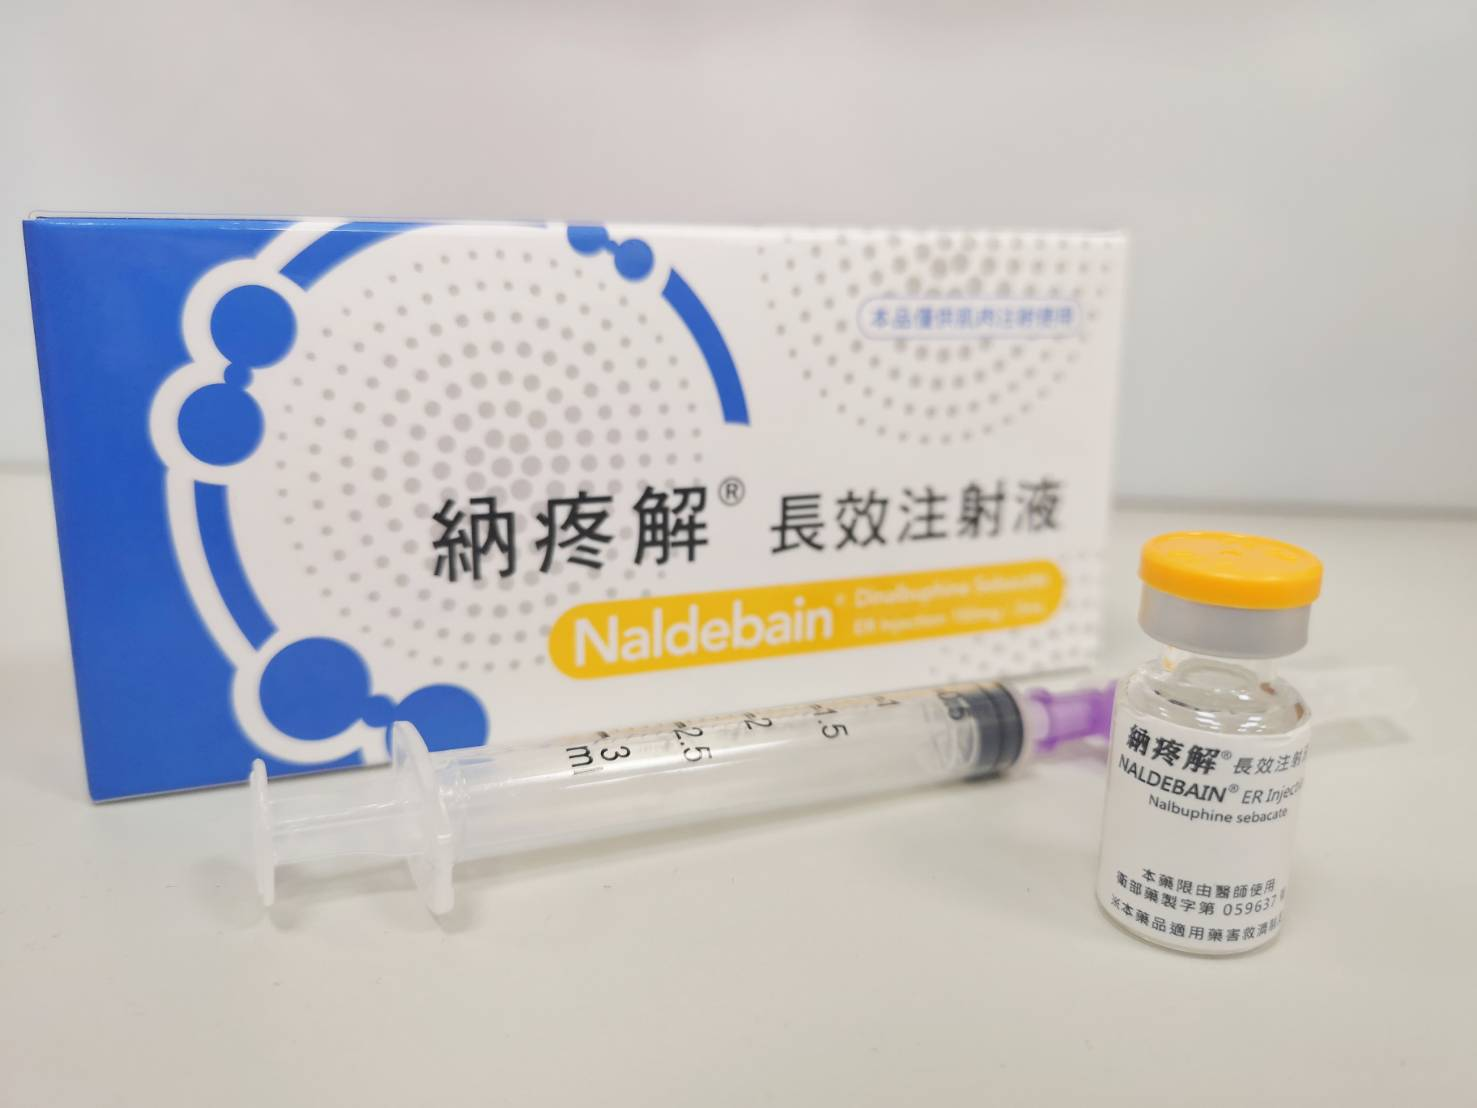 本品僅供肌肉注射使用
納疼解® 長效注射液
Naldebain® Dinalbuphine Sebacate
ER Injection 150mg/2mL
.5
1
1.5
2
2.5
3
ml
納疼解® 長效注射
NALDEBAIN® ER Injecti
Nalbuphine sebacate
本藥限由醫師使用
衛部藥製字第 059637
※本藥品適用藥害救濟